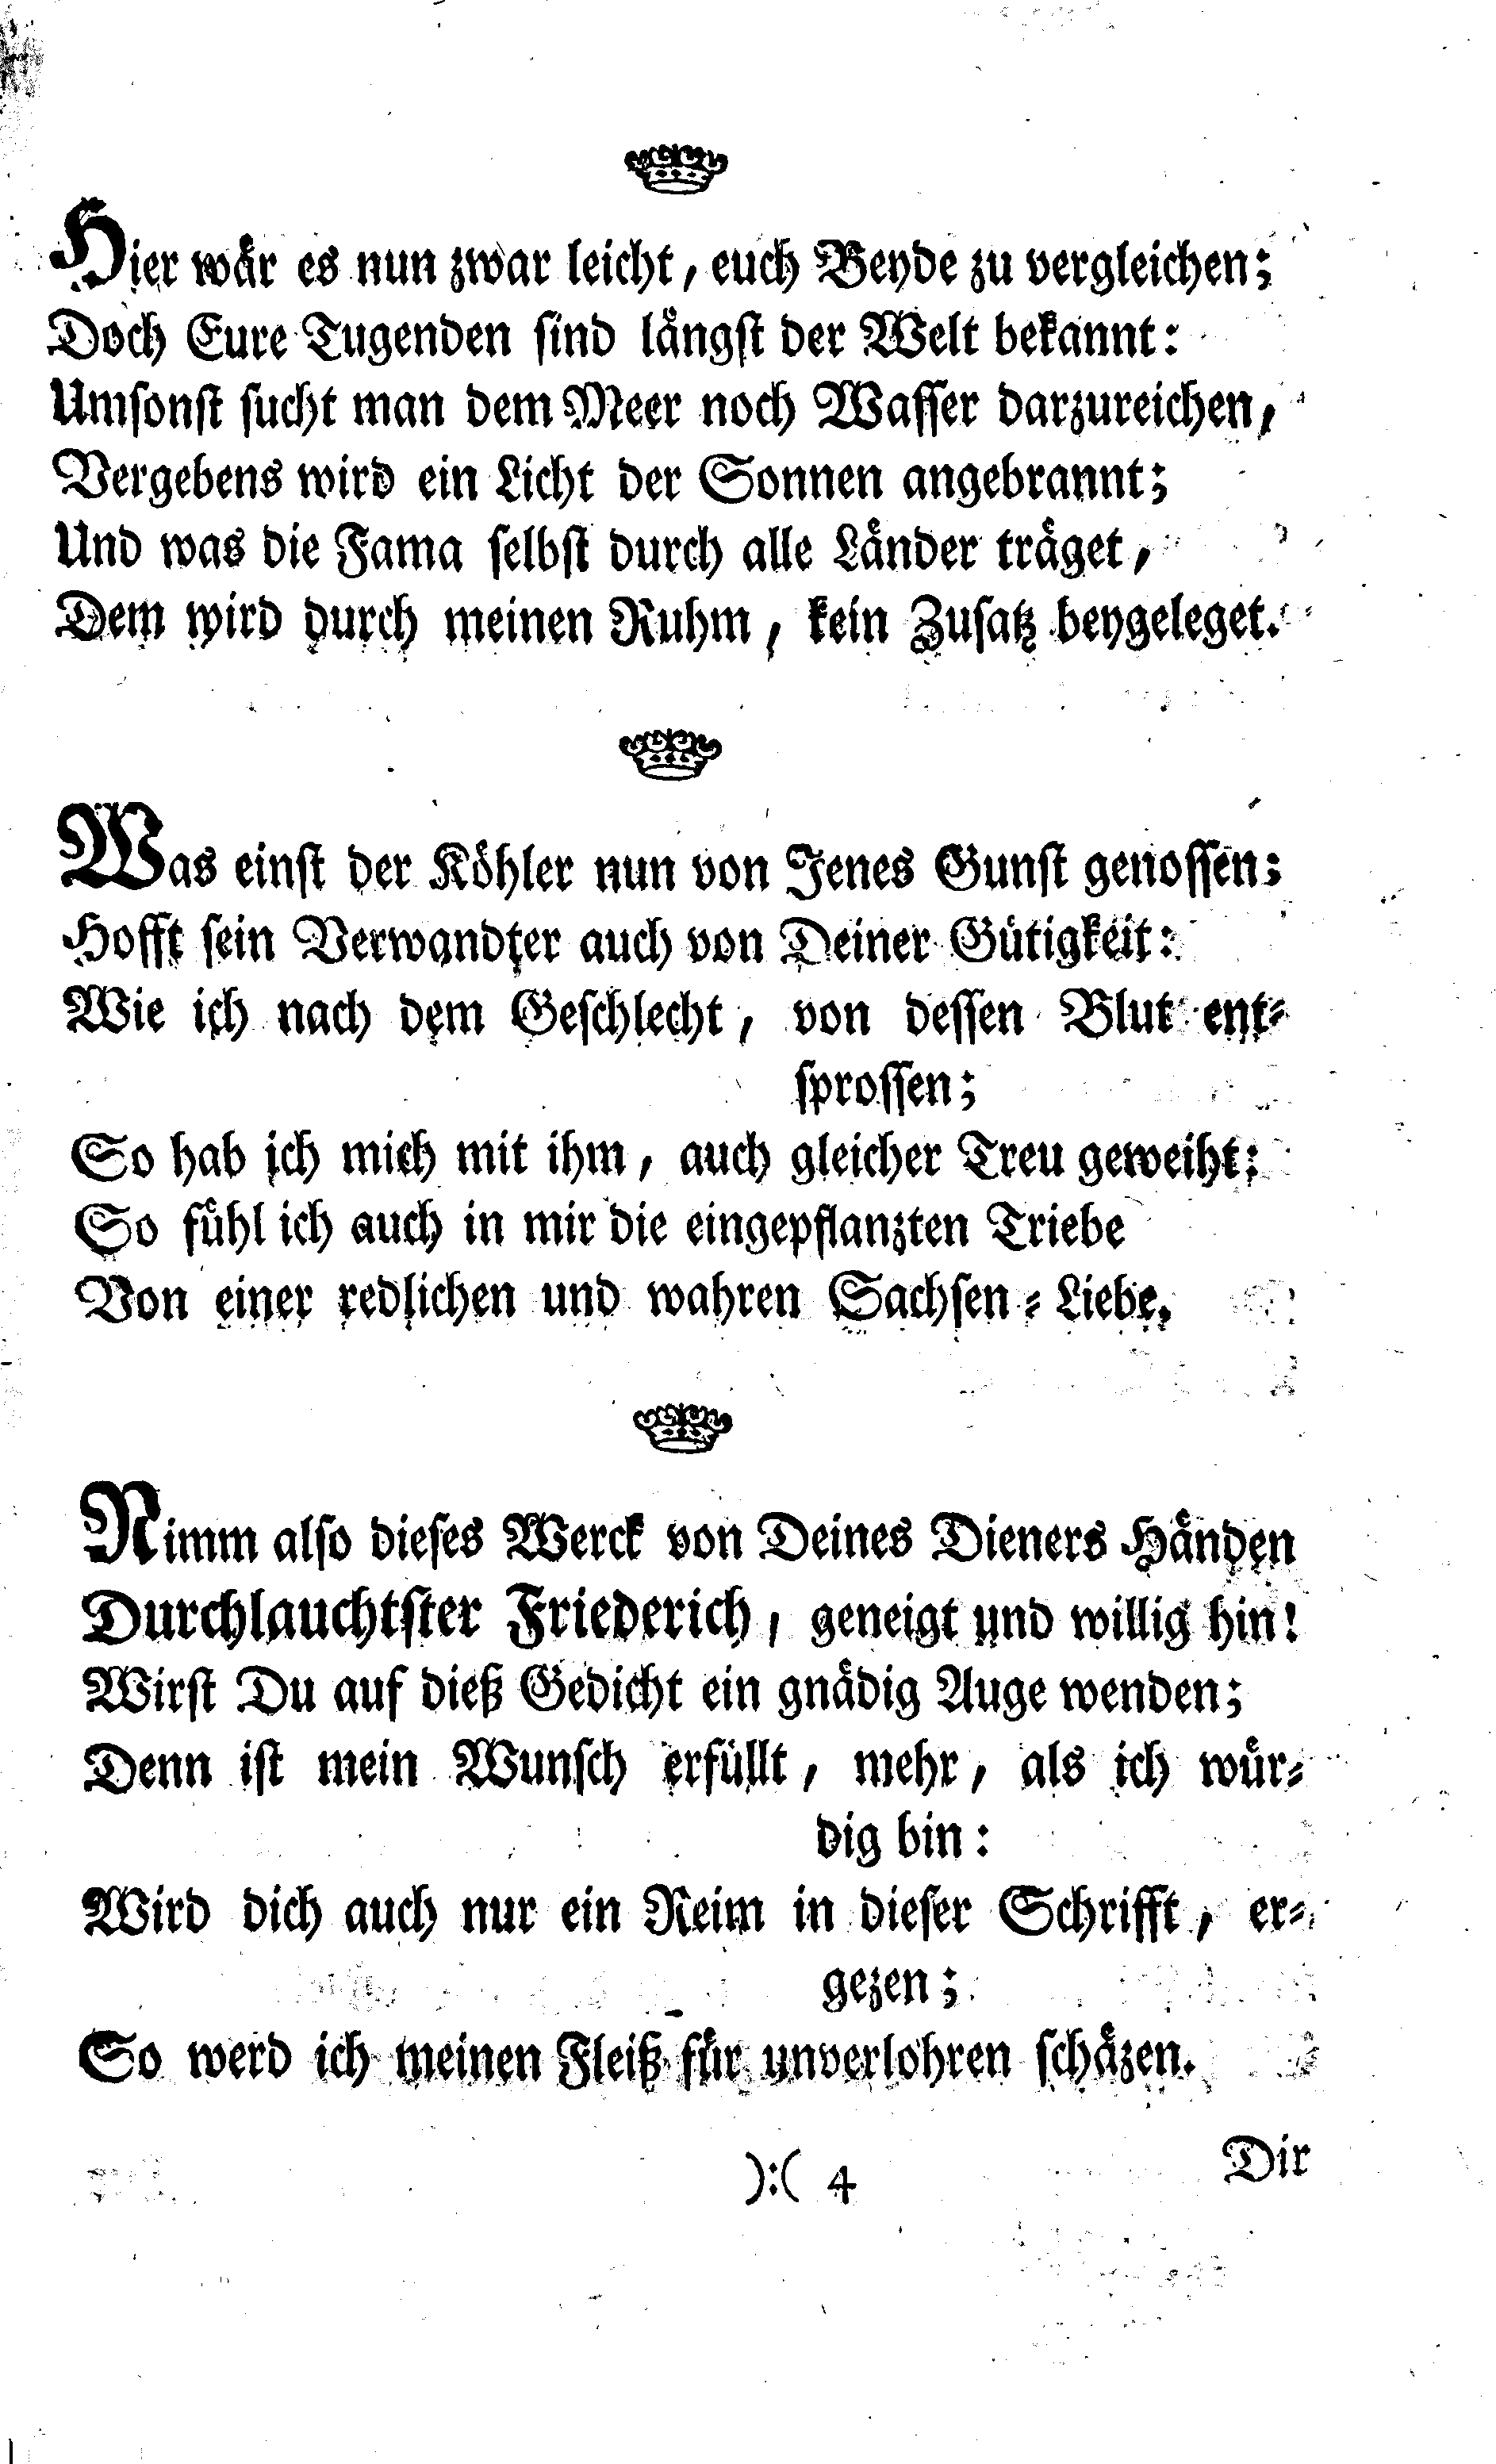 Hier wär es nun zwar leicht, euch Beyde zu vergleichen;
Doch Eure Tugenden sind längst der Welt bekannt:
Umsonst sucht man dem Meer noch Wasser darzureichen,
Vergebens wird ein Licht der Sonnen angebrannt;
Und was die Fama selbst durch alle Länder träget,
Dem wird durch meinen Ruhm, kein Zusatz beygeleget.
Was einst der Köhler nun von Jenes Gunst genossen;
Hofft sein Verwandter auch von Deiner Gütigkeit:
Wie ich nach dem Geschlecht, von dessen Blut ent-
sprossen;
So hab ich mich mit ihm, auch gleicher Treu geweiht;
So fühl ich auch in mir die eingepflanzten Triebe
Von einer redlichen und wahren Sachsen-Liebe.
Nimm also dieses Werck von Deines Dieners Händen
Durchlauchtster Friederich, geneigt und willig hin!
Wirst Du auf dieß Gedicht ein gnädig Auge wenden;
Denn ist mein Wunsch erfüllt, mehr, als ich wür-
dig bin:
Wird dich auch nur ein Reim in dieser Schrifft, er-
gezen;
So werd ich meinen Fleiß für unverlohren schäzen.
):( 4
Dir